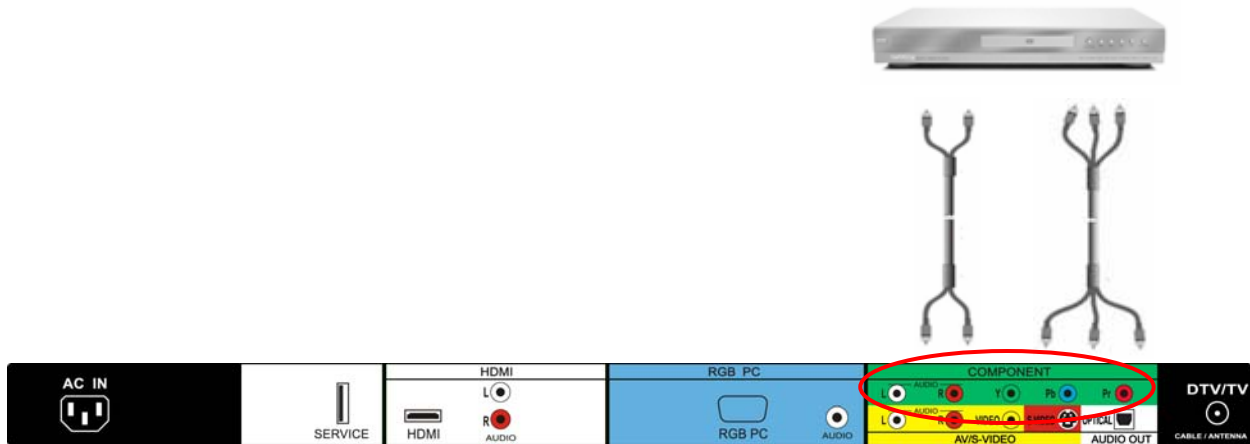 AC IN
SERVICE
HDMI
L
R
HDMI
AUDIO
RGB PC
RGB PC
AUDIO
COMPONENT
L AUDIO R Y Pb Pr
L AUDIO R VIDEO S-VIDEO OPTICAL
AV/S-VIDEO AUDIO OUT
DTV/TV
CABLE / ANTENNA